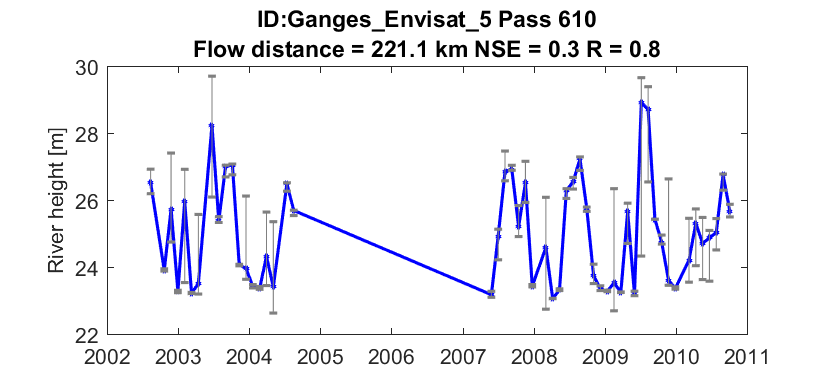 ID:Ganges_Envisat_5 Pass 610
Flow distance = 221.1 km NSE = 0.3 R = 0.8
River height [m]
30
28
26
24
22
2002 2003 2004 2005 2006 2007 2008 2009 2010 2011